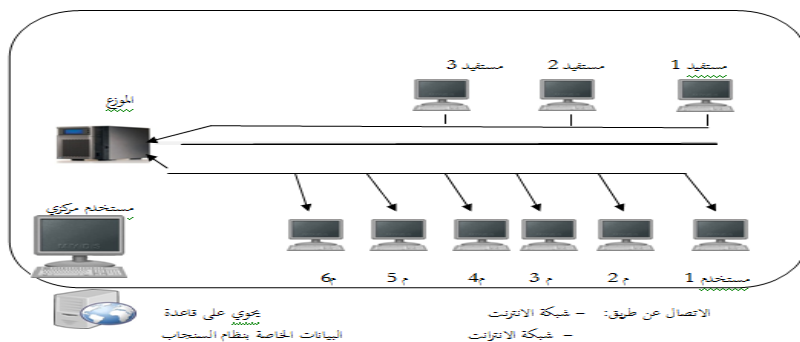 مستفيد 1
مستفيد 2
مستفيد 3
الموزع
مستخدم مركزي
مستخدم 1
م 2
م 3
م4
م 5
م6
الاتصال عن طريق: – شبكة الانترنت
– شبكة الانترانت
يحوي على قاعدة
البيانات الخاصة بنظام السنجاب